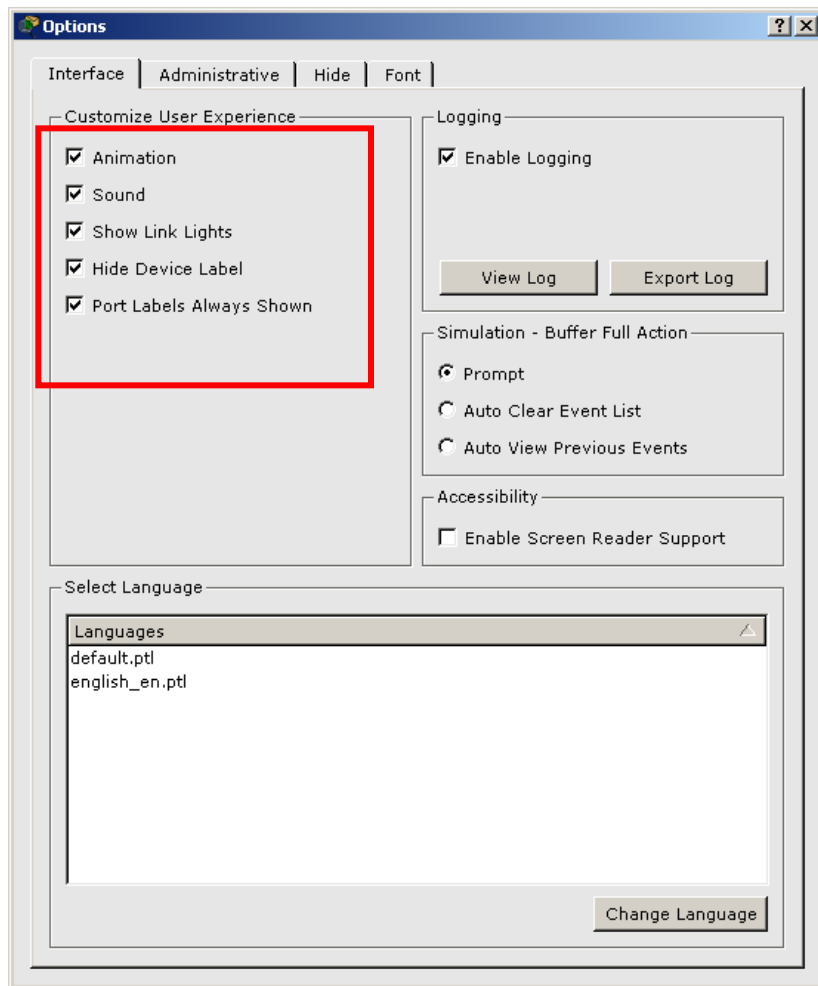 Options
Interface
Administrative
Hide
Font
Customize User Experience
Animation
Sound
Show Link Lights
Hide Device Label
Port Labels Always Shown
Logging
Enable Logging
View Log
Export Log
Simulation - Buffer Full Action
Prompt
Auto Clear Event List
Auto View Previous Events
Accessibility
Enable Screen Reader Support
Select Language
Languages
default.ptl
english_en.ptl
Change Language